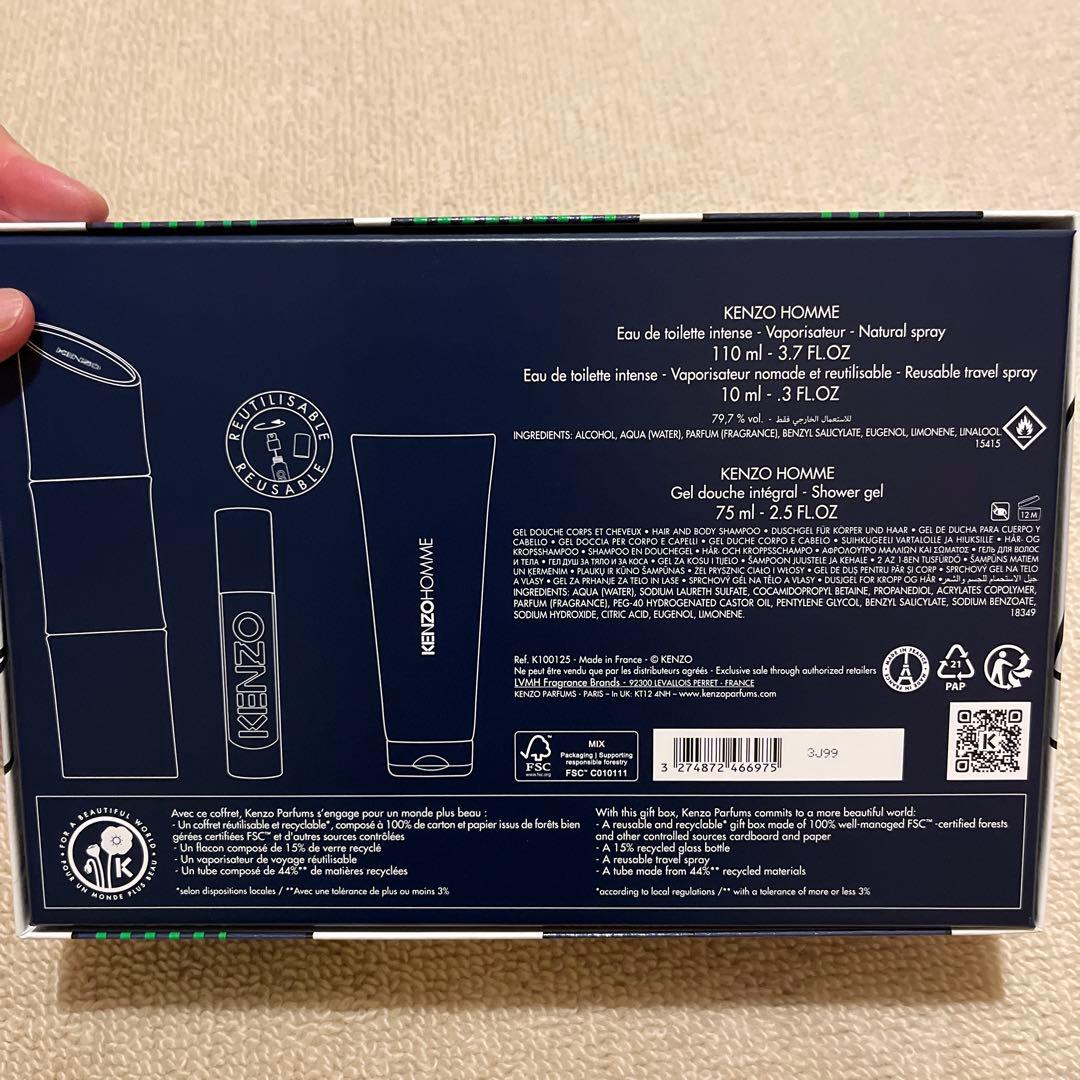 KENZO
REUTILISABLE
REUSABLE
KENZO
KENZOHOMME
KENZO HOMME
Eau de toilette intense - Vaporisateur - Natural spray
110 ml - 3.7 FL.OZ
Eau de toilette intense - Vaporisateur nomade et reutilisable - Reusable travel spray
10 ml - .3 FL.OZ
79,7 % vol. - للاستعمال الخارجي فقط
INGREDIENTS: ALCOHOL, AQUA (WATER), PARFUM (FRAGRANCE), BENZYL SALICYLATE, EUGENOL, LIMONENE, LINALOOL.
15415
KENZO HOMME
Gel douche intégral - Shower gel
75 ml - 2.5 FL.OZ
12 M
GEL DOUCHE CORPS ET CHEVEUX • HAIR AND BODY SHAMPOO • DUSCHGEL FÜR KÖRPER UND HAAR • GEL DE DUCHA PARA CUERPO Y
CABELLO • GEL DOCCIA PER CORPO E CAPELLI • GEL DUCHE CORPO E CABELO • SUIHKUGEELI VARTALOLLE JA HIUKSILLE • HÅR- OG
KROPSSHAMPOO • SHAMPOO EN DOUCHEGEL • HÅR- OCH KROPPSSCHAMPO • ΑΦΡΟΛΟΥΤΡΟ ΜΑΛΛΙΩΝ ΚΑΙ ΣΩΜΑΤΟΣ • ГЕЛЬ ДЛЯ ВОЛОС
И ТЕЛА • ГЕЛ ДУШ ЗА ТЯЛО И ЗА КОСА • GEL ZA KOSU I TIJELO • ŠAMPOON JUUSTELE JA KEHALE • 2 AZ 1-BEN TUSFÜRDŐ • ŠAMPŪNS MATIEM
UN ĶERMENIM • PLAUKŲ IR KŪNO ŠAMPŪNAS • ŻEL PRYSZNIC CIAŁO I WŁOSY • GEL DE DUŞ PENTRU PĂR ŞI CORP • SPRCHOVÝ GÉL NA TELO
A VLASY • GEL ZA PRHANJE ZA TELO IN LASE • SPRCHOVÝ GEL NA TĚLO A VLASY • DUSJGEL FOR KROPP OG HÅR • جيل الاستحمام للجسم والشعر
INGREDIENTS: AQUA (WATER), SODIUM LAURETH SULFATE, COCAMIDOPROPYL BETAINE, PROPANEDIOL, ACRYLATES COPOLYMER,
PARFUM (FRAGRANCE), PEG-40 HYDROGENATED CASTOR OIL, PENTYLENE GLYCOL, BENZYL SALICYLATE, SODIUM BENZOATE,
SODIUM HYDROXIDE, CITRIC ACID, EUGENOL, LIMONENE.
18349
Ref. K100125 - Made in France - © KENZO
Ne peut être vendu que par les distributeurs agréés - Exclusive sale through authorized retailers
LVMH Fragrance Brands - 92300 LEVALLOIS PERRET - FRANCE
KENZO PARFUMS - PARIS – In UK: KT12 4NH – www.kenzoparfums.com
MADE IN FRANCE
MADE IN FRANCE
21
PAP
K
FSC
www.fsc.org
MIX
Packaging | Supporting
responsible forestry
FSC™ C010111
3 274872 466975
3J99
FOR A BEAUTIFUL WORLD
POUR UN MONDE PLUS BEAU
K
Avec ce coffret, Kenzo Parfums s'engage pour un monde plus beau :
- Un coffret réutilisable et recyclable*, composé à 100% de carton et papier issus de forêts bien
gérées certifiées FSC™ et d'autres sources contrôlées
- Un flacon composé de 15% de verre recyclé
- Un vaporisateur de voyage réutilisable
- Un tube composé de 44%** de matières recyclées
*selon dispositions locales / **Avec une tolérance de plus ou moins 3%
With this gift box, Kenzo Parfums commits to a more beautiful world:
- A reusable and recyclable* gift box made of 100% well-managed FSC™ -certified forests
and other controlled sources cardboard and paper
- A 15% recycled glass bottle
- A reusable travel spray
- A tube made from 44%** recycled materials
*according to local regulations /** with a tolerance of more or less 3%